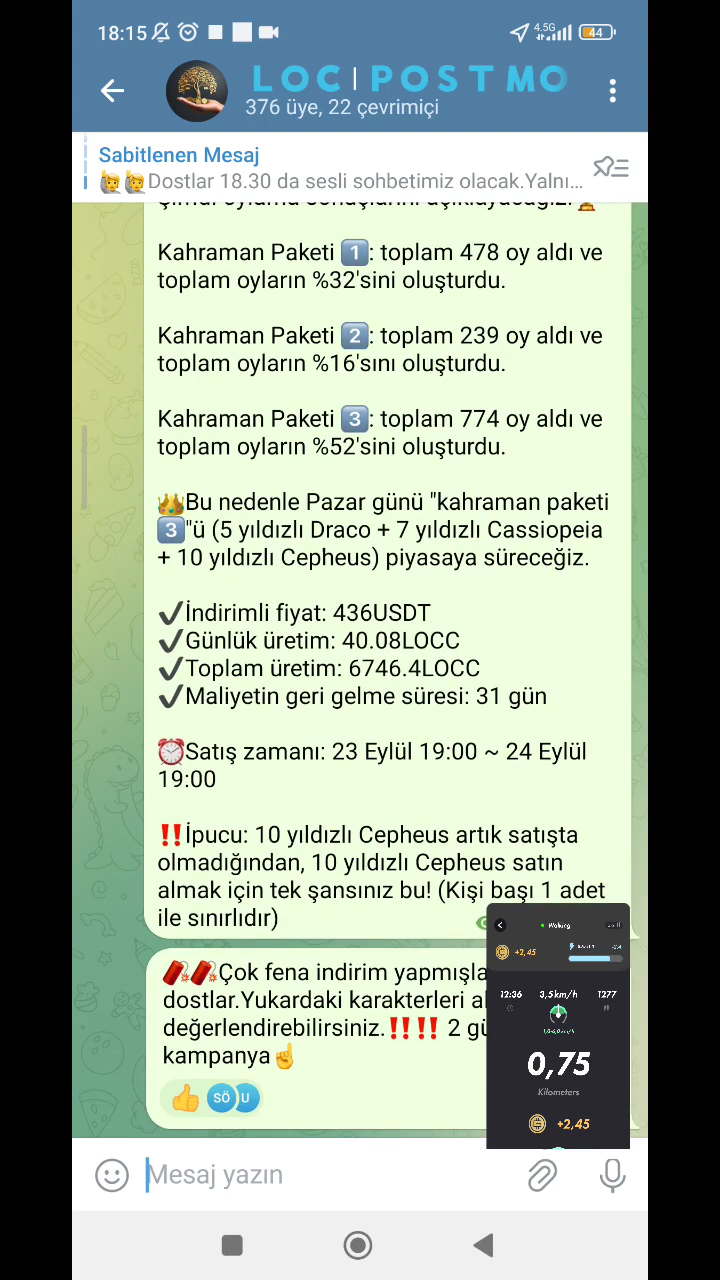 18:15
4.5G
44
LOC|POSTMO
376 üye, 22 çevrimiçi
Sabitlenen Mesaj
🙋🙋Dostlar 18.30 da sesli sohbetimiz olacak.Yalnı...
Kahraman Paketi 1️⃣: toplam 478 oy aldı ve
toplam oyların %32'sini oluşturdu.
Kahraman Paketi 2️⃣: toplam 239 oy aldı ve
toplam oyların %16'sını oluşturdu.
Kahraman Paketi 3️⃣: toplam 774 oy aldı ve
toplam oyların %52'sini oluşturdu.
👑Bu nedenle Pazar günü "kahraman paketi
3️⃣"ü (5 yıldızlı Draco + 7 yıldızlı Cassiopeia
+ 10 yıldızlı Cepheus) piyasaya süreceğiz.
✔️İndirimli fiyat: 436USDT
✔️Günlük üretim: 40.08LOCC
✔️Toplam üretim: 6746.4LOCC
✔️Maliyetin geri gelme süresi: 31 gün
⏰Satış zamanı: 23 Eylül 19:00 ~ 24 Eylül
19:00
‼️İpucu: 10 yıldızlı Cepheus artık satışta
olmadığından, 10 yıldızlı Cepheus satın
almak için tek şansınız bu! (Kişi başı 1 adet
ile sınırlıdır)
🧨🧨Çok fena indirim yapmışla
dostlar.Yukardaki karakterleri al
değerlendirebilirsiniz.‼️‼️ 2 gü
kampanya☝️
👍 SÖ U
Walking
+2,45
12:36 3,5km/h 1277
0,75
Kilometers
+2,45
Mesaj yazın